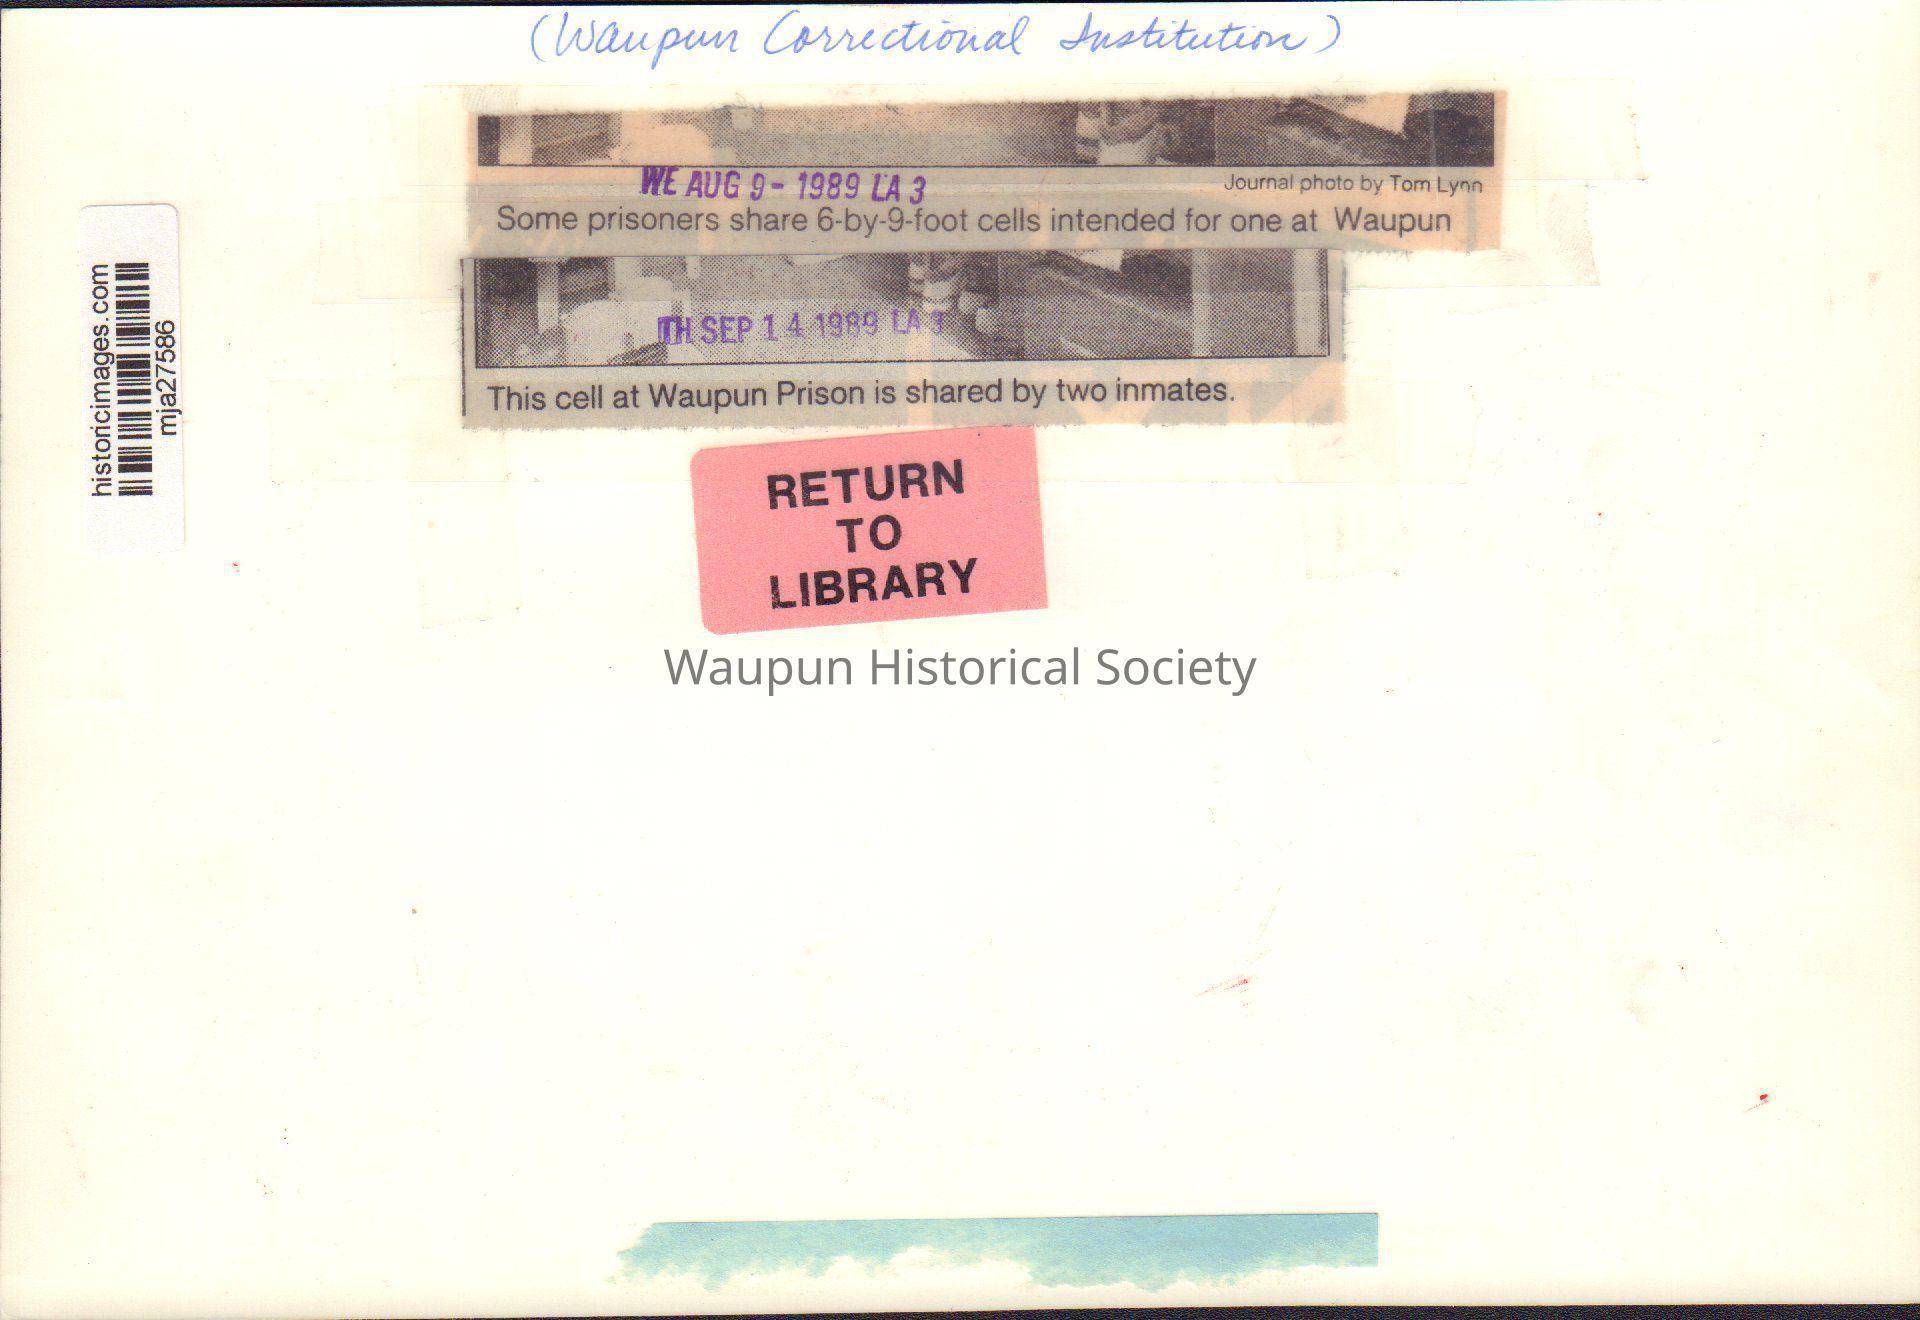 (Waupun Correctional Institution)
WE AUG 9- 1989 LA 3
Journal photo by Tom Lynn
Some prisoners share 6-by-9-foot cells intended for one at Waupun
TH SEP 14 1989 LA 3
This cell at Waupun Prison is shared by two inmates.
historicimages.com
mja27586
RETURN
TO
LIBRARY
Waupun Historical Society